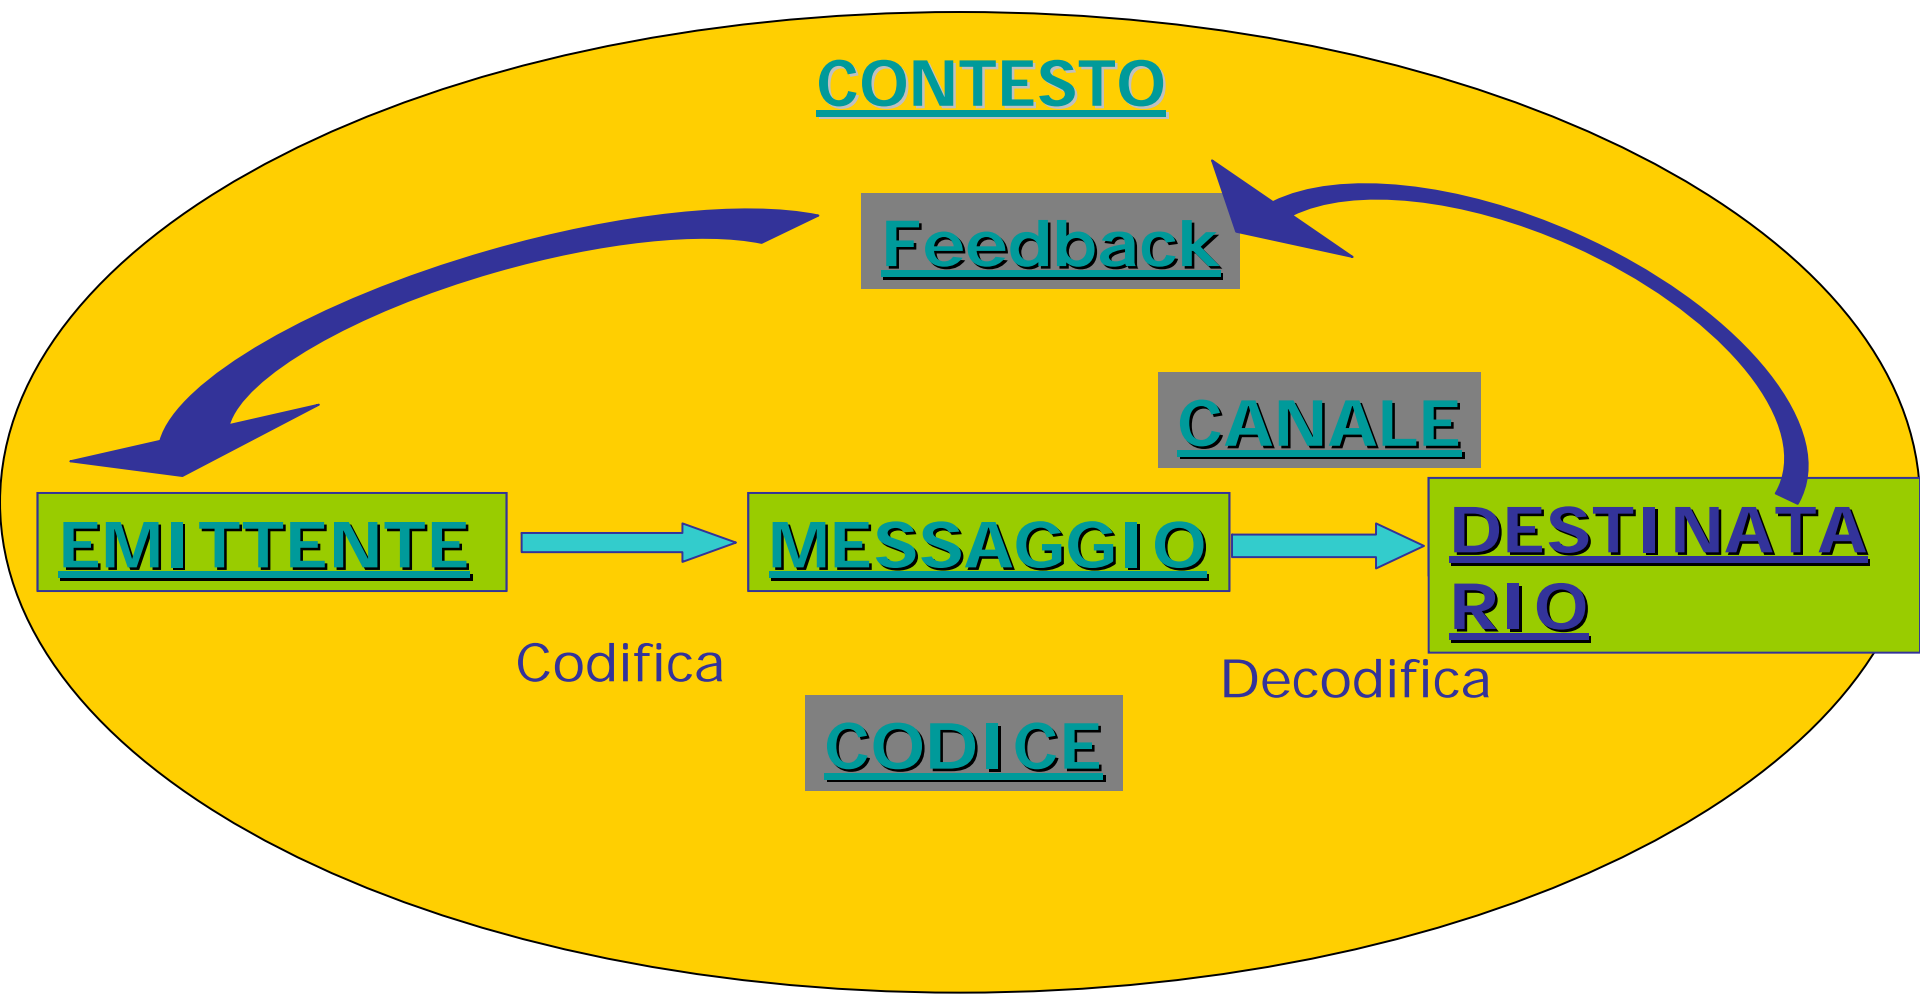 CONTESTO
Feedback
CANALE
EMITTENTE
MESSAGGIO
DESTINATA
RIO
Codifica
Decodifica
CODICE